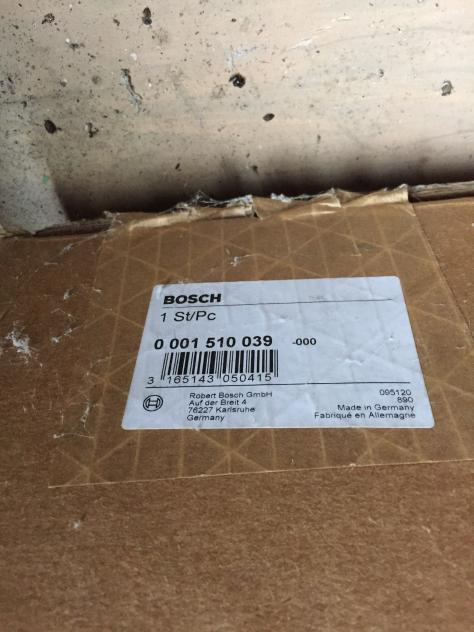 BOSCH
1 St/Pc
0 001 510 039 -000
3 165143 050415
Robert Bosch GmbH
Auf der Breit 4
76227 Karlsruhe
Germany
095120
890
Made in Germany
Fabriqué en Allemagne